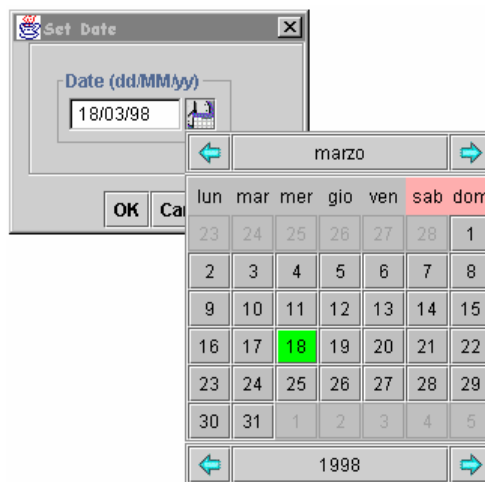 Set Date
Date (dd/MM/yy)
18/03/98
marzo
lun mar mer gio ven sab dom
23 24 25 26 27 28 1
2 3 4 5 6 7 8
9 10 11 12 13 14 15
16 17 18 19 20 21 22
23 24 25 26 27 28 29
30 31 1 2 3 4 5
1998
OK Ca